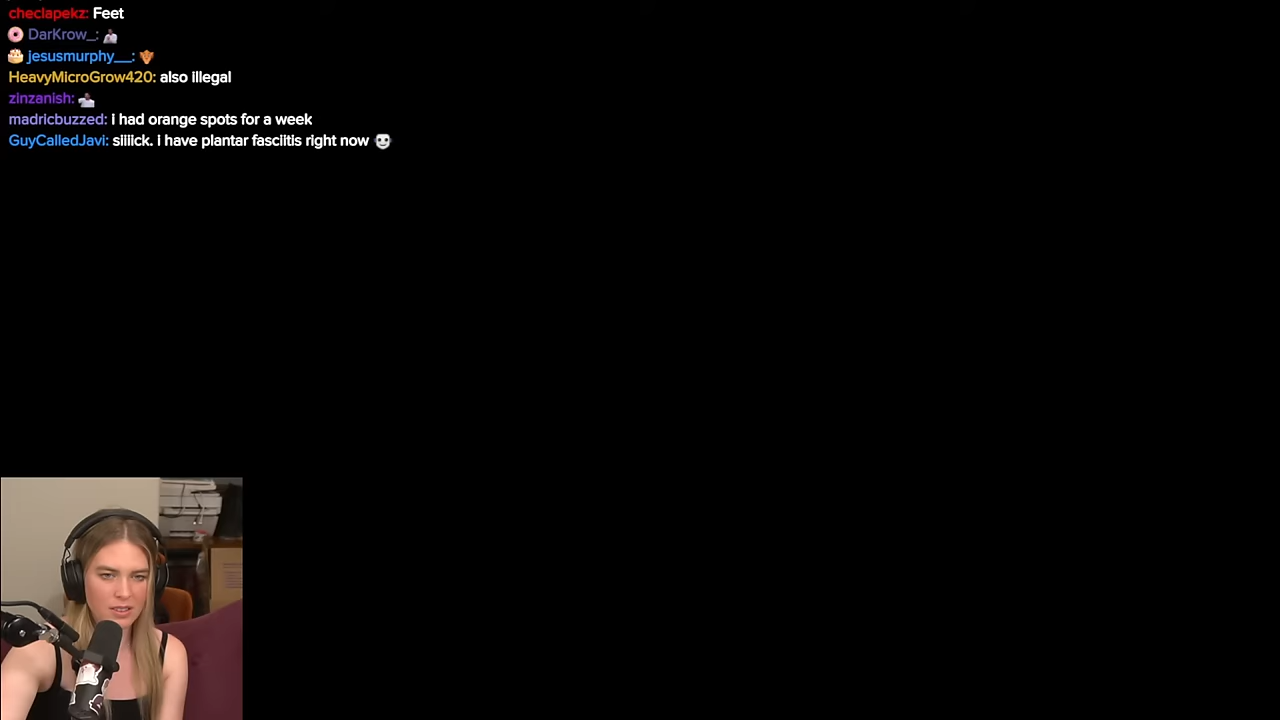 checlapekz: Feet
DarKrow_:
jesusmurphy__:
HeavyMicroGrow420: also illegal
zinzanish:
madricbuzzed: i had orange spots for a week
GuyCalledJavi: siiiick. i have plantar fasciitis right now